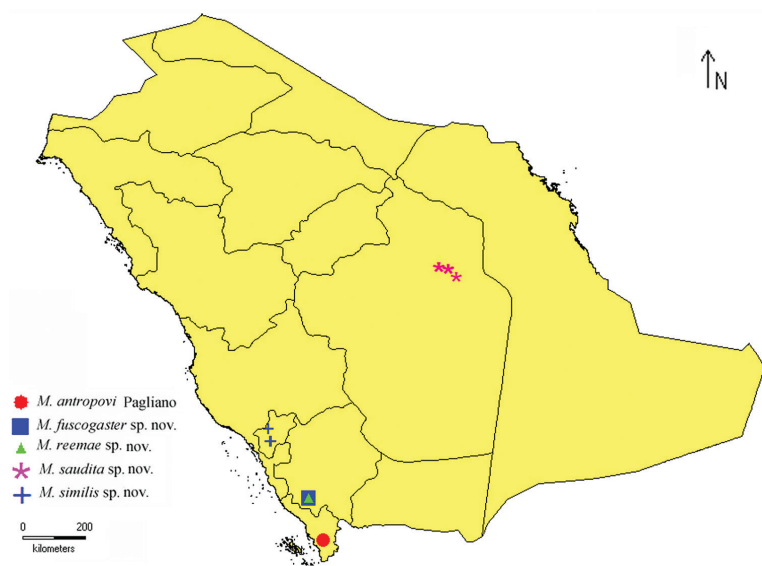 N
M. antropovi Pagliano
M. fuscogaster sp. nov.
M. reemae sp. nov.
M. saudita sp. nov.
M. similis sp. nov.
0 200
kilometers